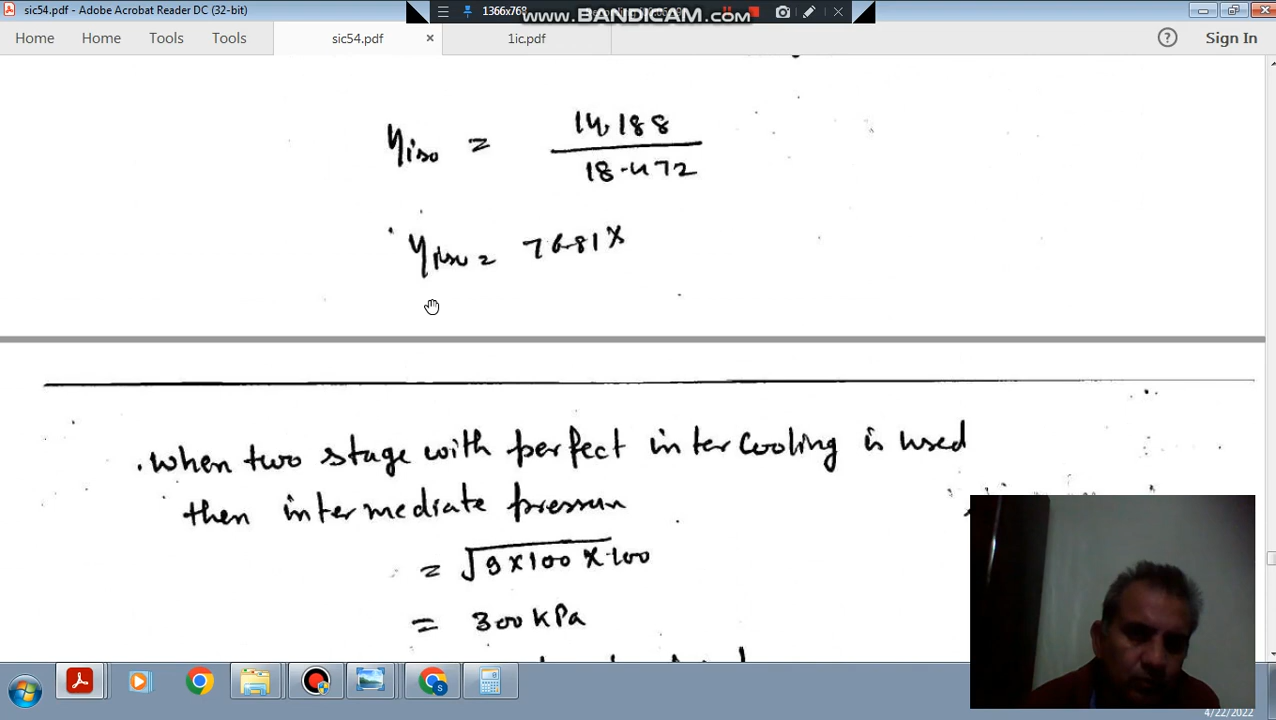 sic54.pdf - Adobe Acrobat Reader DC (32-bit)
1366x768
www.BANDICAM.com
Home Home Tools Tools sic54.pdf × 1ic.pdf Sign In
ηiso = 14.188
18.472
ηiso = 76.81%
when two stage with perfect intercooling is used
then intermediate pressure
= √9×100×100
= 300 kPa
4/22/2022